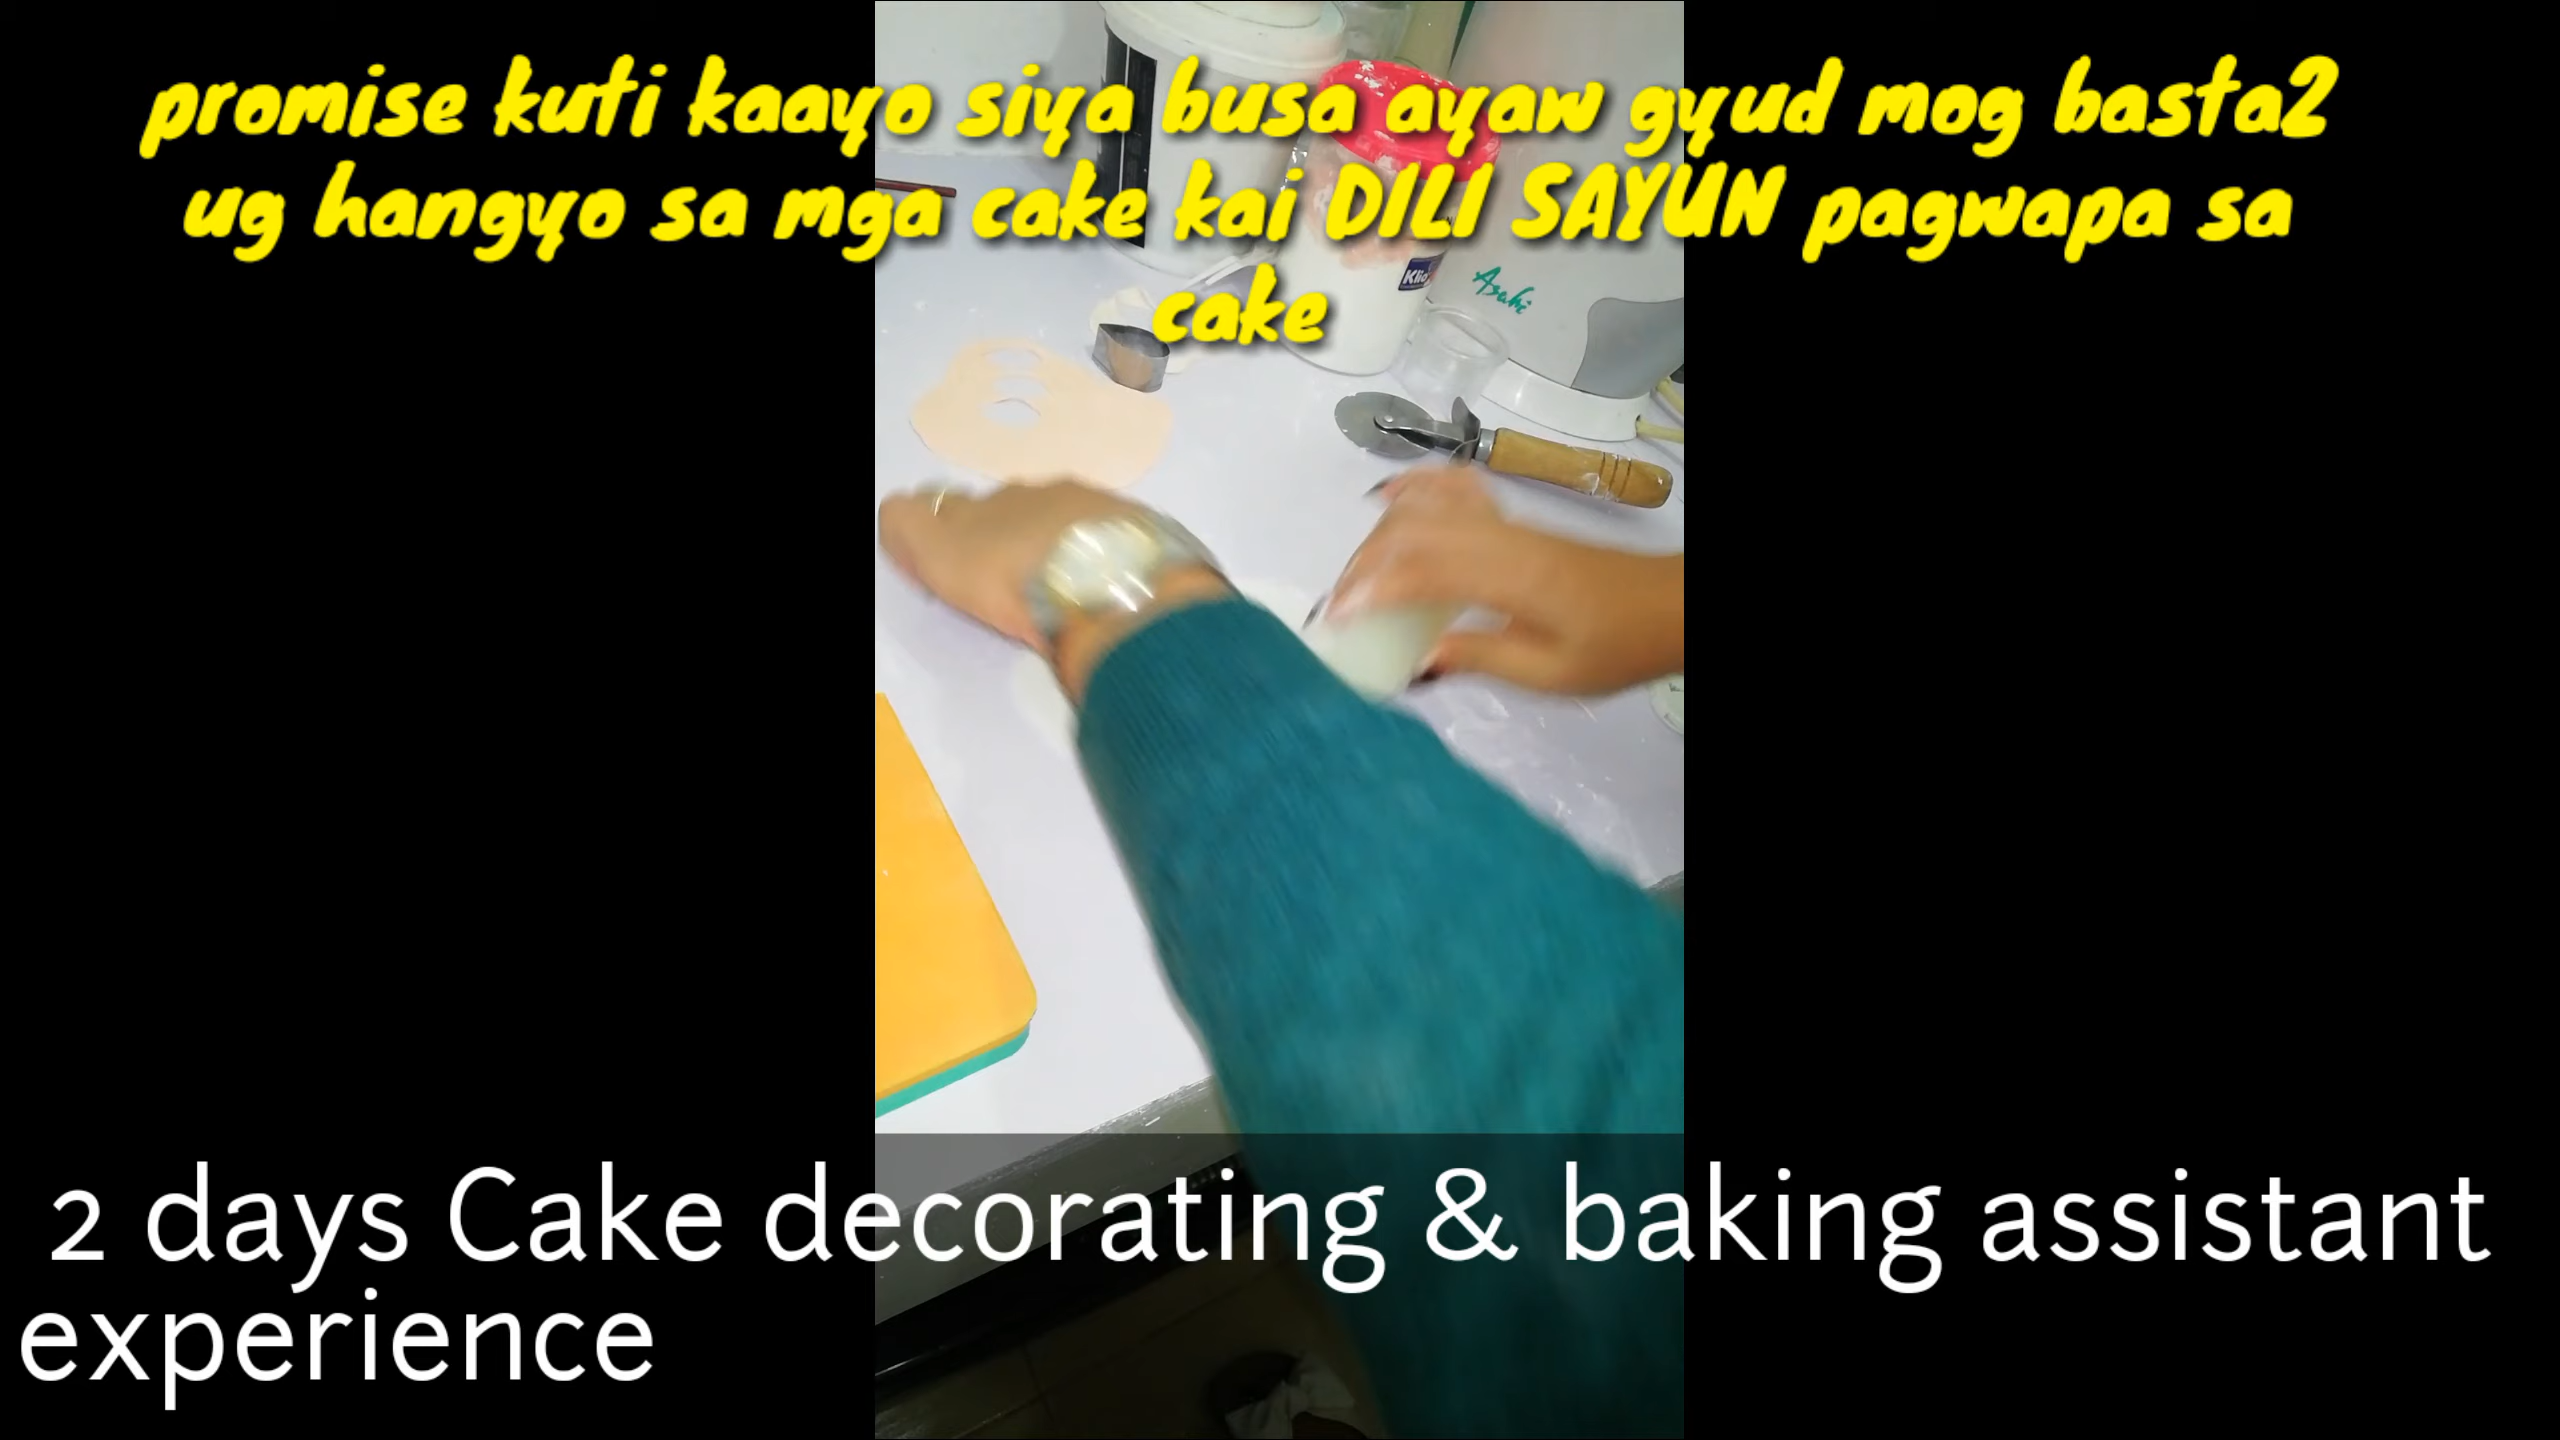 promise kuti kaayo siya busa ayaw gyud mog basta2
ug hangyo sa mga cake kai DILI SAYUN pagwapa sa
cake
Asahi
2 days Cake decorating & baking assistant
experience